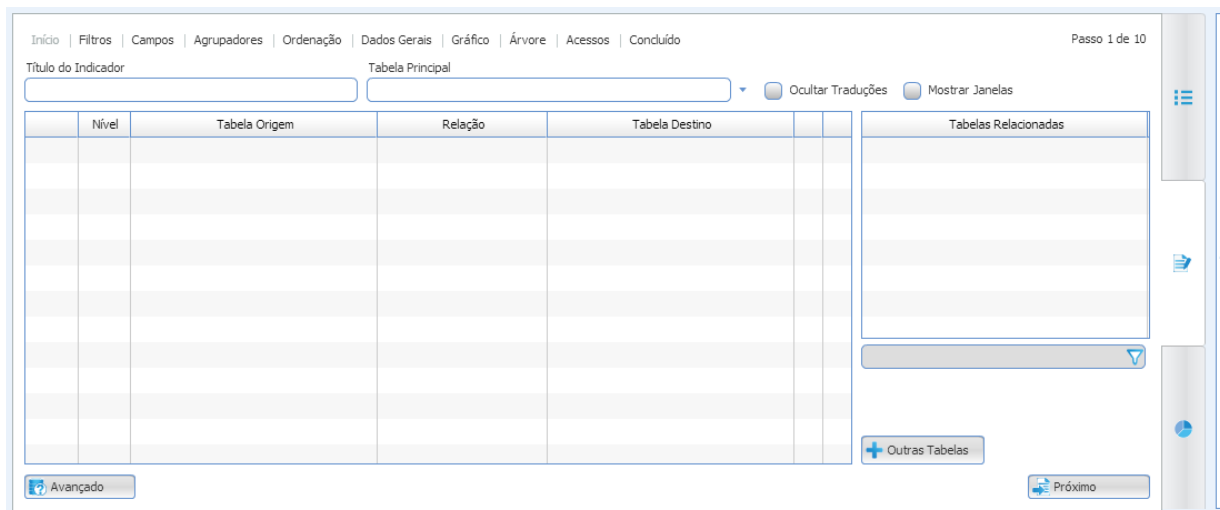 Início | Filtros | Campos | Agrupadores | Ordenação | Dados Gerais | Gráfico | Árvore | Acessos | Concluído
Passo 1 de 10
Título do Indicador
Tabela Principal
Ocultar Traduções
Mostrar Janelas
Nível
Tabela Origem
Relação
Tabela Destino
Tabelas Relacionadas
Outras Tabelas
Avançado
Próximo